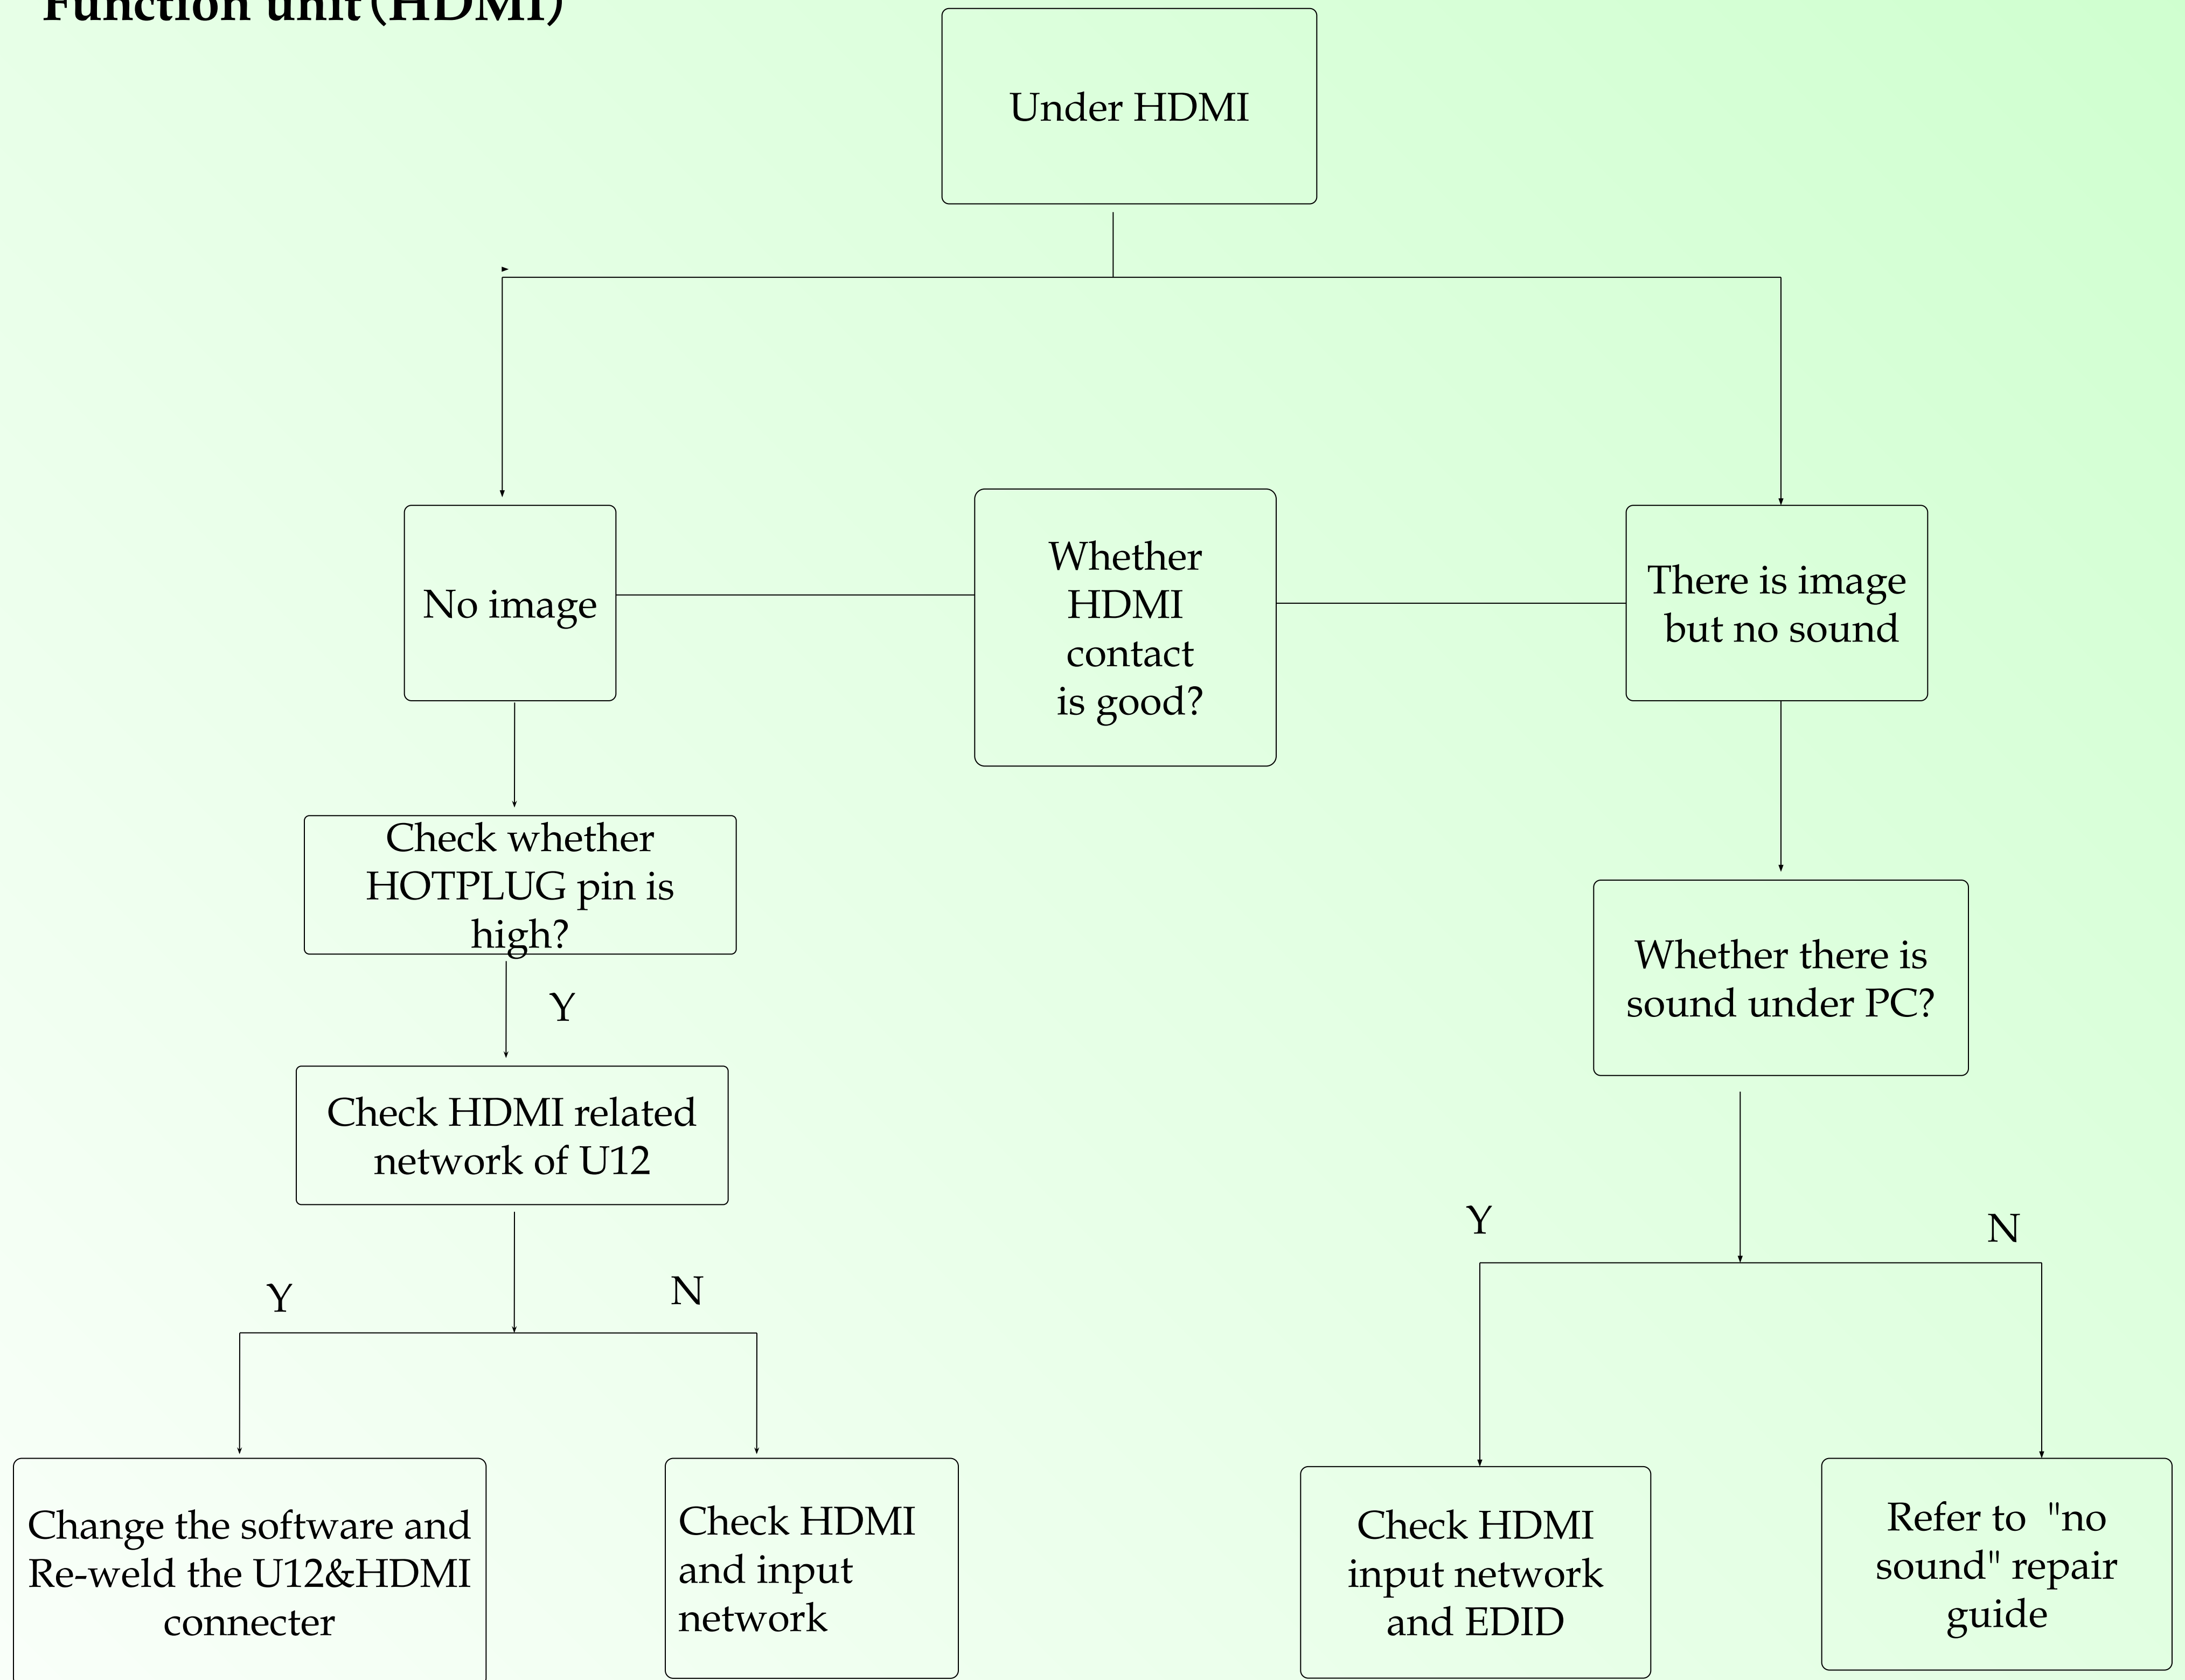 Function unit (HDMI)
Under HDMI
No image
Whether
HDMI
contact
is good?
There is image
but no sound
Check whether
HOTPLUG pin is
high?
Whether there is
sound under PC?
Y
Check HDMI related
network of U12
Y
N
Y
N
Change the software and
Re-weld the U12&HDMI
connecter
Check HDMI
and input
network
Check HDMI
input network
and EDID
Refer to "no
sound" repair
guide